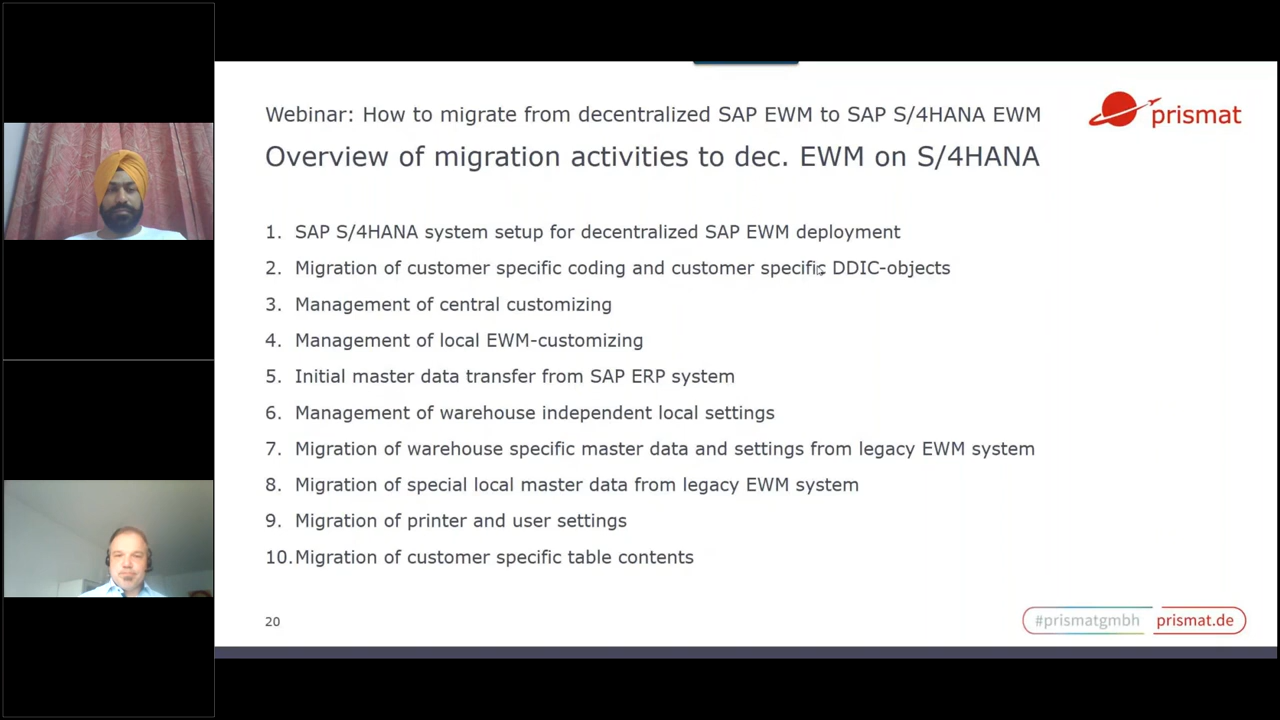 Webinar: How to migrate from decentralized SAP EWM to SAP S/4HANA EWM
prismat
Overview of migration activities to dec. EWM on S/4HANA
1. SAP S/4HANA system setup for decentralized SAP EWM deployment
2. Migration of customer specific coding and customer specific DDIC-objects
3. Management of central customizing
4. Management of local EWM-customizing
5. Initial master data transfer from SAP ERP system
6. Management of warehouse independent local settings
7. Migration of warehouse specific master data and settings from legacy EWM system
8. Migration of special local master data from legacy EWM system
9. Migration of printer and user settings
10. Migration of customer specific table contents
20
#prismatgmbh prismat.de